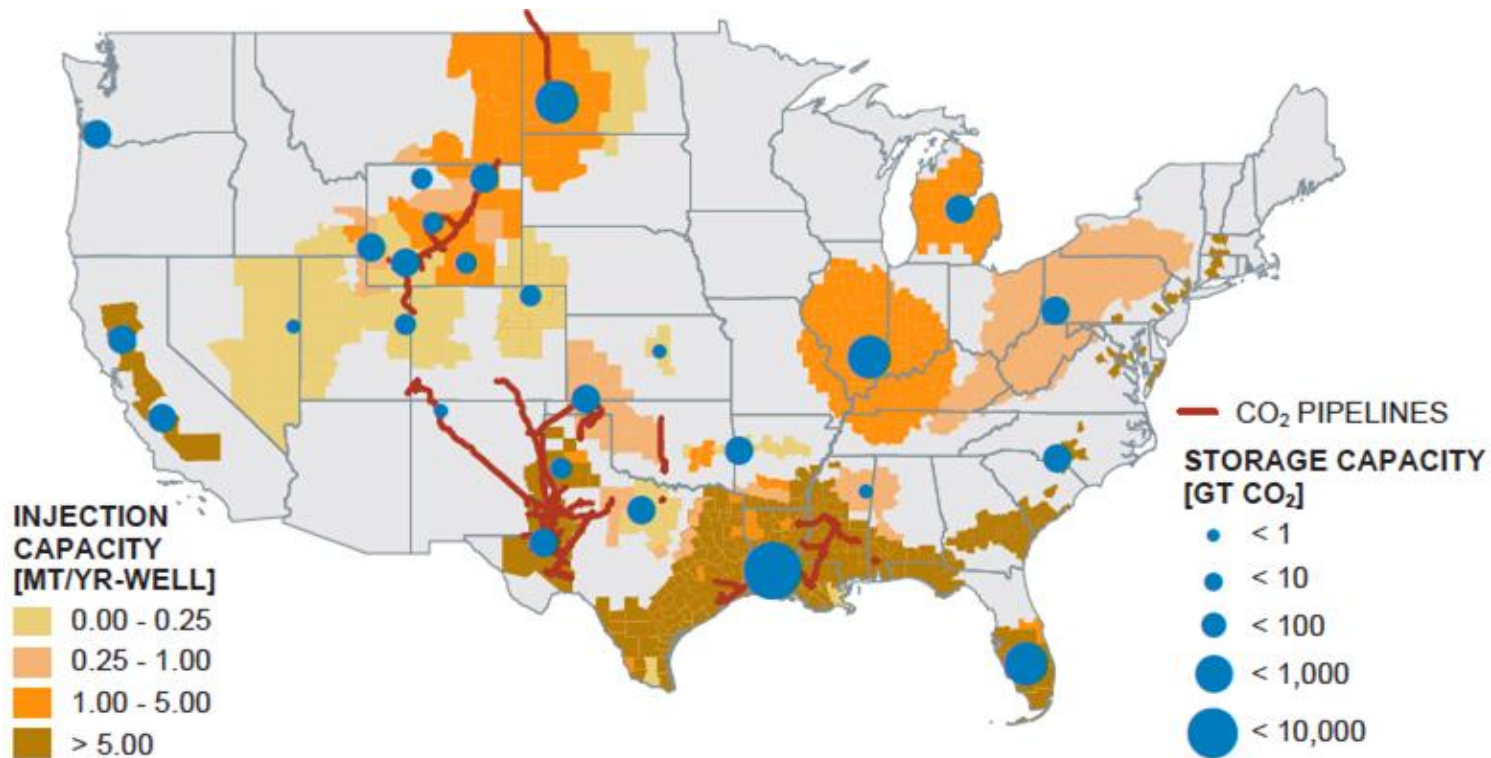 CO₂ PIPELINES
STORAGE CAPACITY
[GT CO₂]
< 1
< 10
< 100
< 1,000
< 10,000
INJECTION
CAPACITY
[MT/YR-WELL]
0.00 - 0.25
0.25 - 1.00
1.00 - 5.00
> 5.00